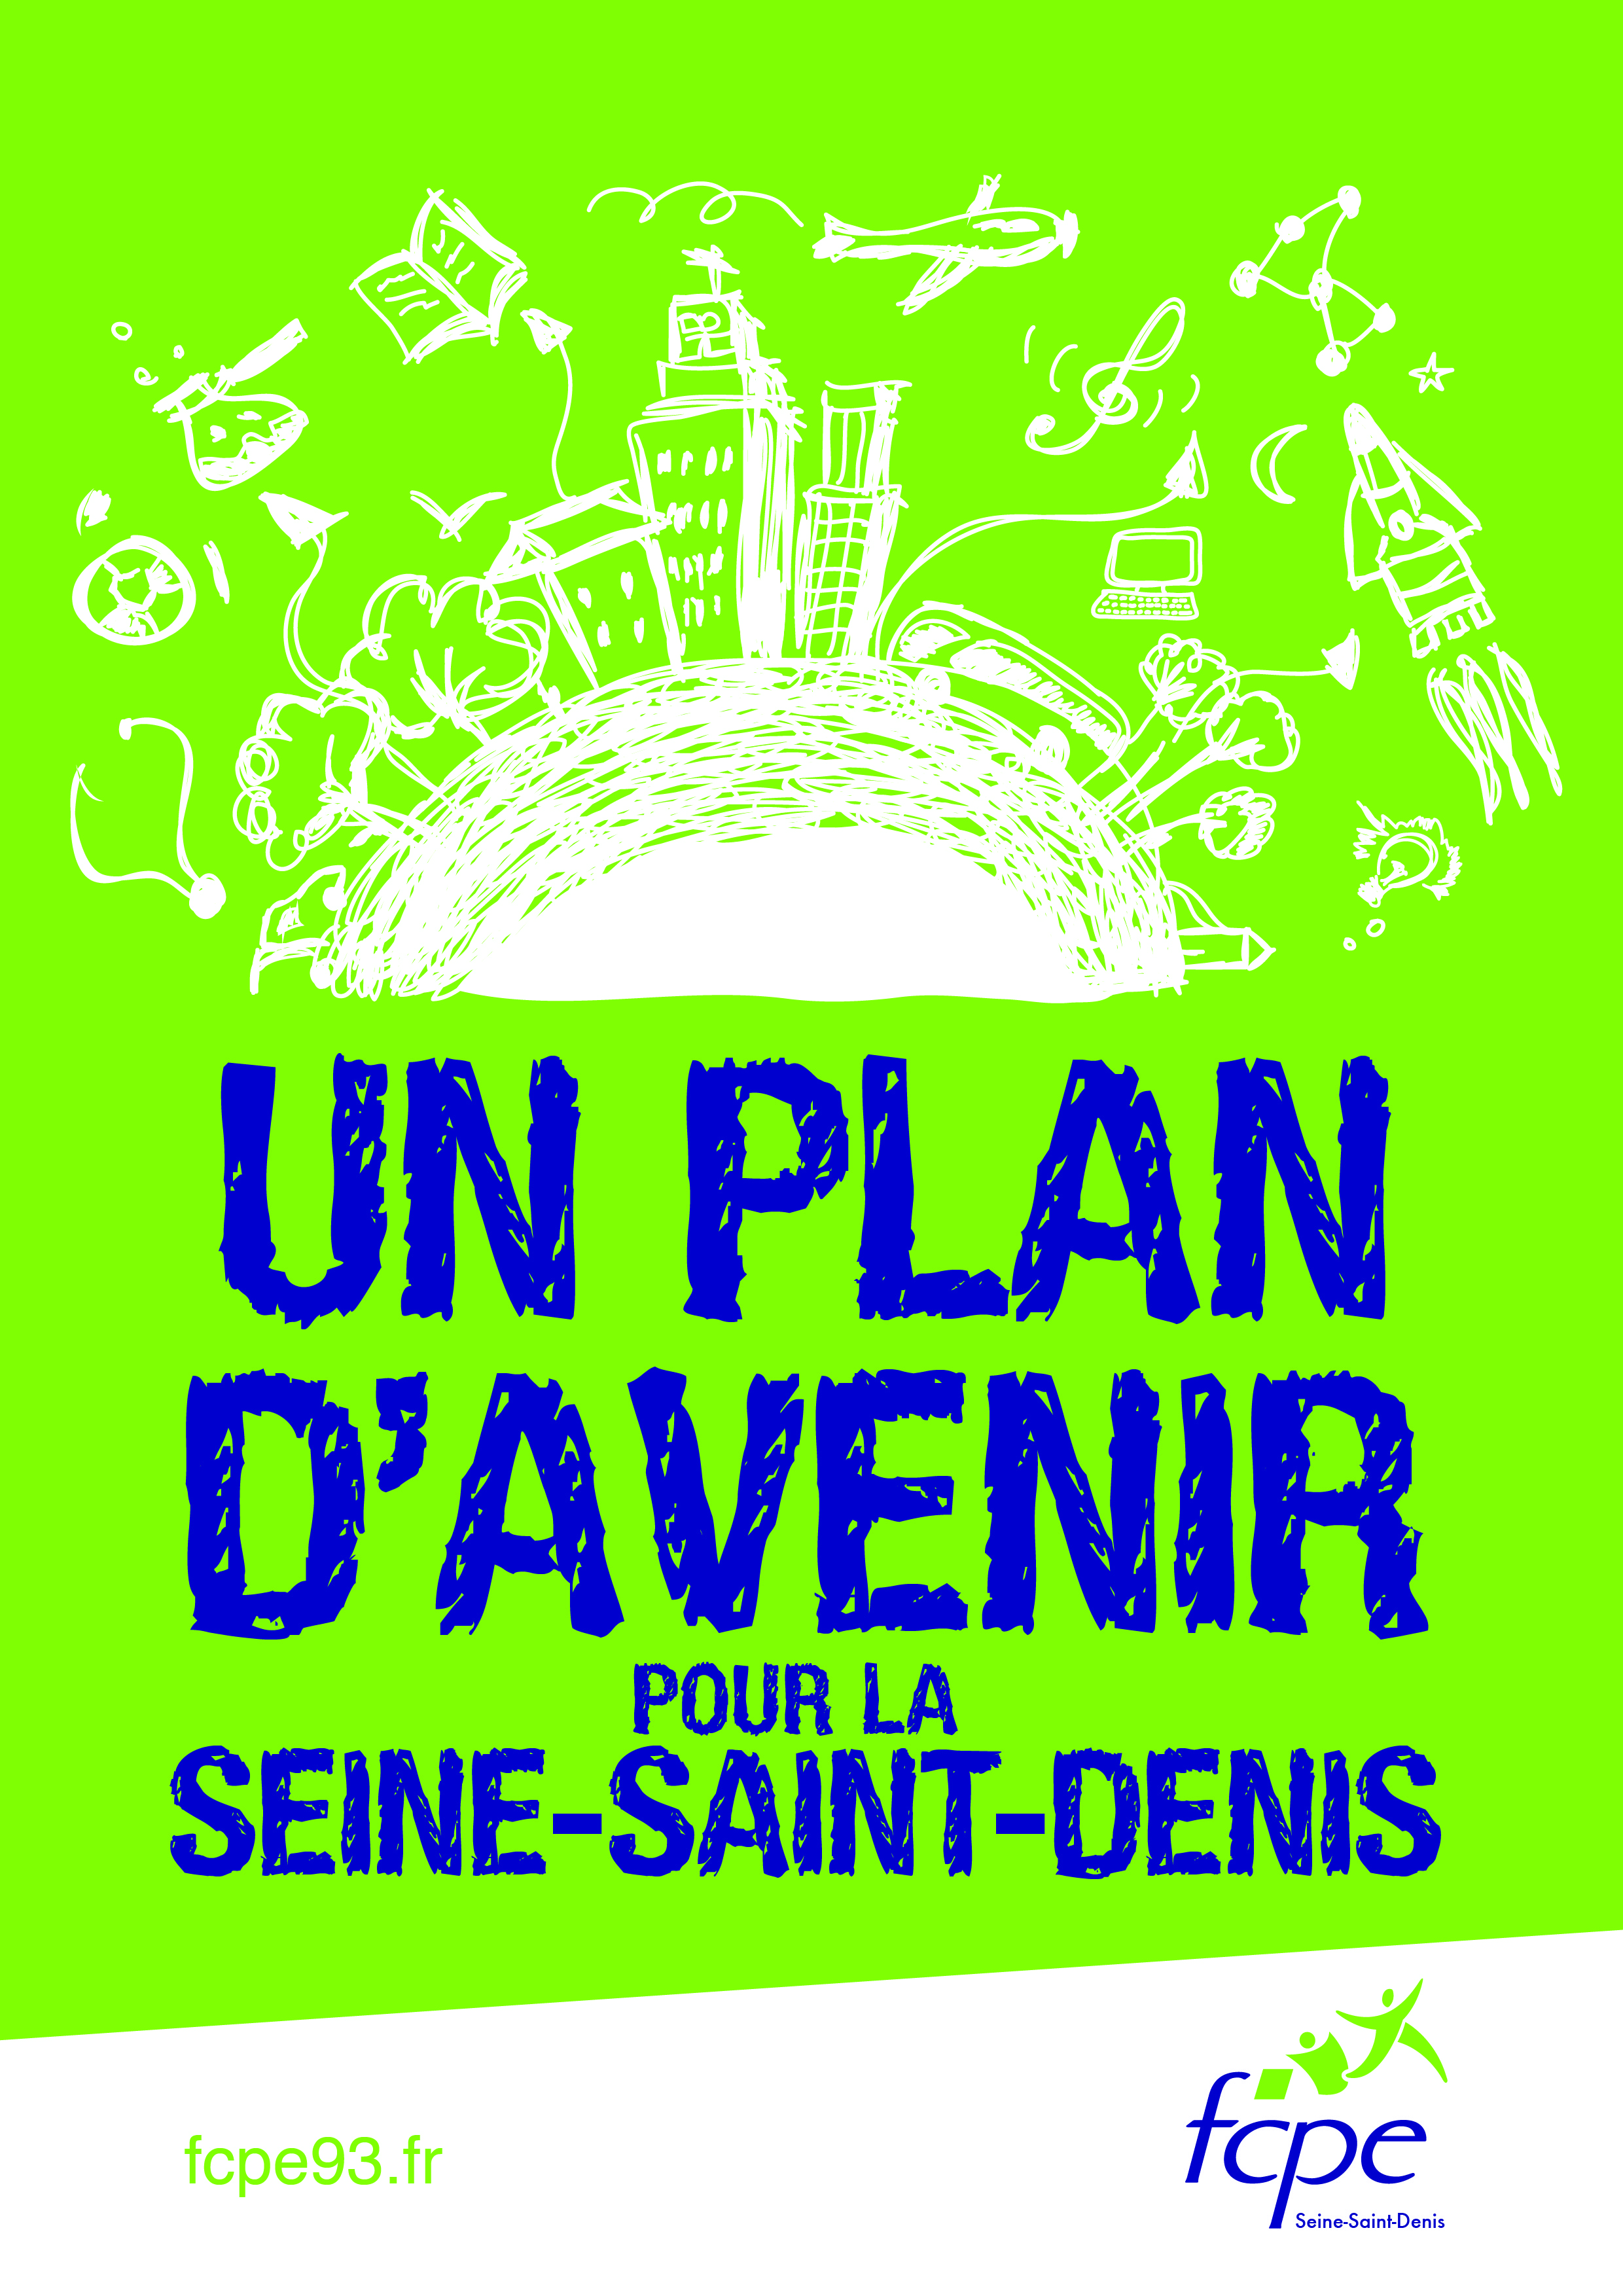 UN PLAN
D'AVENIR
POUR LA
SEINE-SAINT-DENIS
fcpe93.fr
fcpe
Seine-Saint-Denis